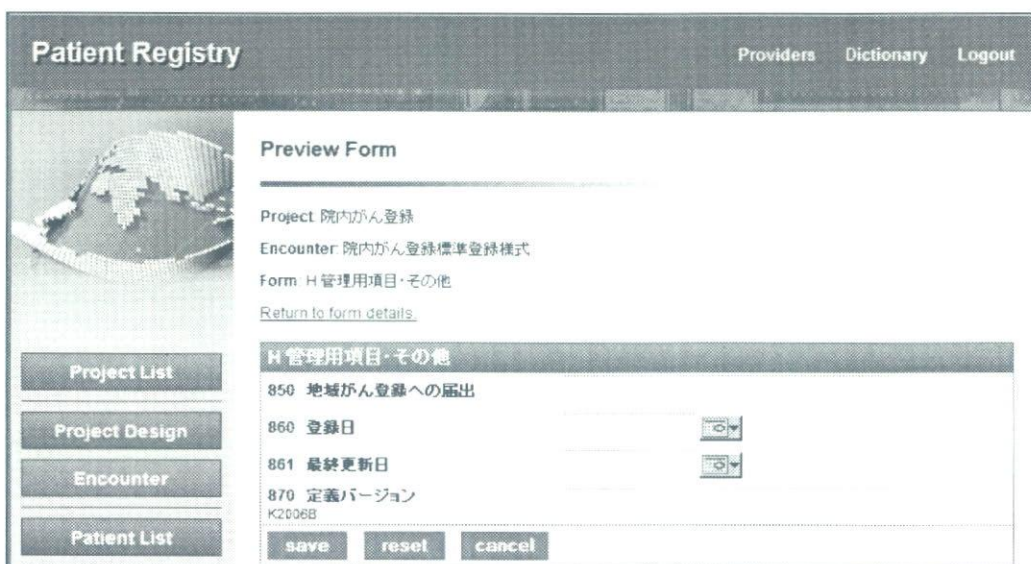 Patient Registry
Providers Dictionary Logout
Preview Form
Project: 院内がん登録
Encounter: 院内がん登録標準登録様式
Form: H 管理用項目・その他
Return to form details.
Project List
Project Design
Encounter
Patient List
H 管理用項目・その他
850 地域がん登録への届出
860 登録日
861 最終更新日
870 定義バージョン
K2006B
save reset cancel